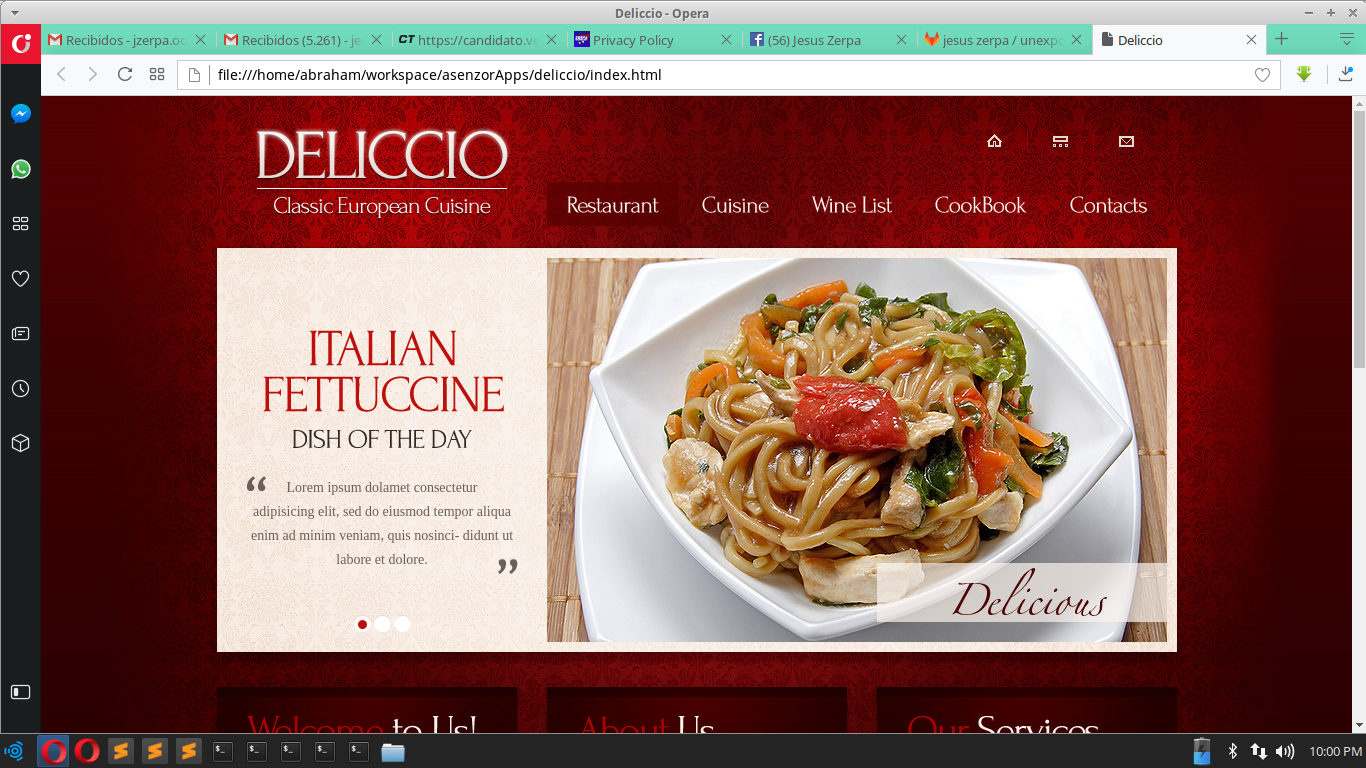 Deliccio - Opera
Recibidos - jzerpa.oc
Recibidos (5.261) - je
CT https://candidato.ve
Privacy Policy
(56) Jesus Zerpa
jesus zerpa / unexpo
Deliccio
file:///home/abraham/workspace/asenzorApps/deliccio/index.html
DELICCIO
Classic European Cuisine
Restaurant
Cuisine
Wine List
CookBook
Contacts
ITALIAN
FETTUCCINE
DISH OF THE DAY
“ Lorem ipsum dolamet consectetur
adipisicing elit, sed do eiusmod tempor aliqua
enim ad minim veniam, quis nosinci- didunt ut
labore et dolore. ”
Delicious
Welcome to Us!
About Us
Our Services
10:00 PM